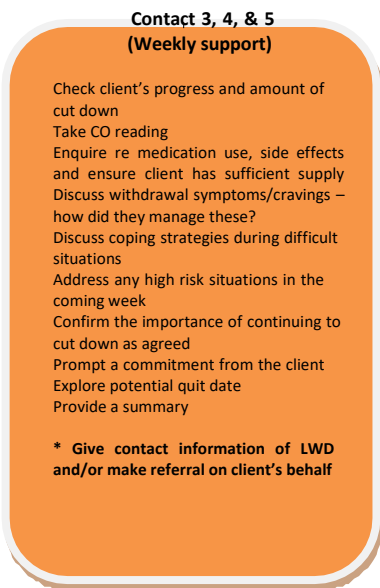 Contact 3, 4, & 5
(Weekly support)
Check client’s progress and amount of
cut down
Take CO reading
Enquire re medication use, side effects
and ensure client has sufficient supply
Discuss withdrawal symptoms/cravings –
how did they manage these?
Discuss coping strategies during difficult
situations
Address any high risk situations in the
coming week
Confirm the importance of continuing to
cut down as agreed
Prompt a commitment from the client
Explore potential quit date
Provide a summary
* Give contact information of LWD
and/or make referral on client’s behalf